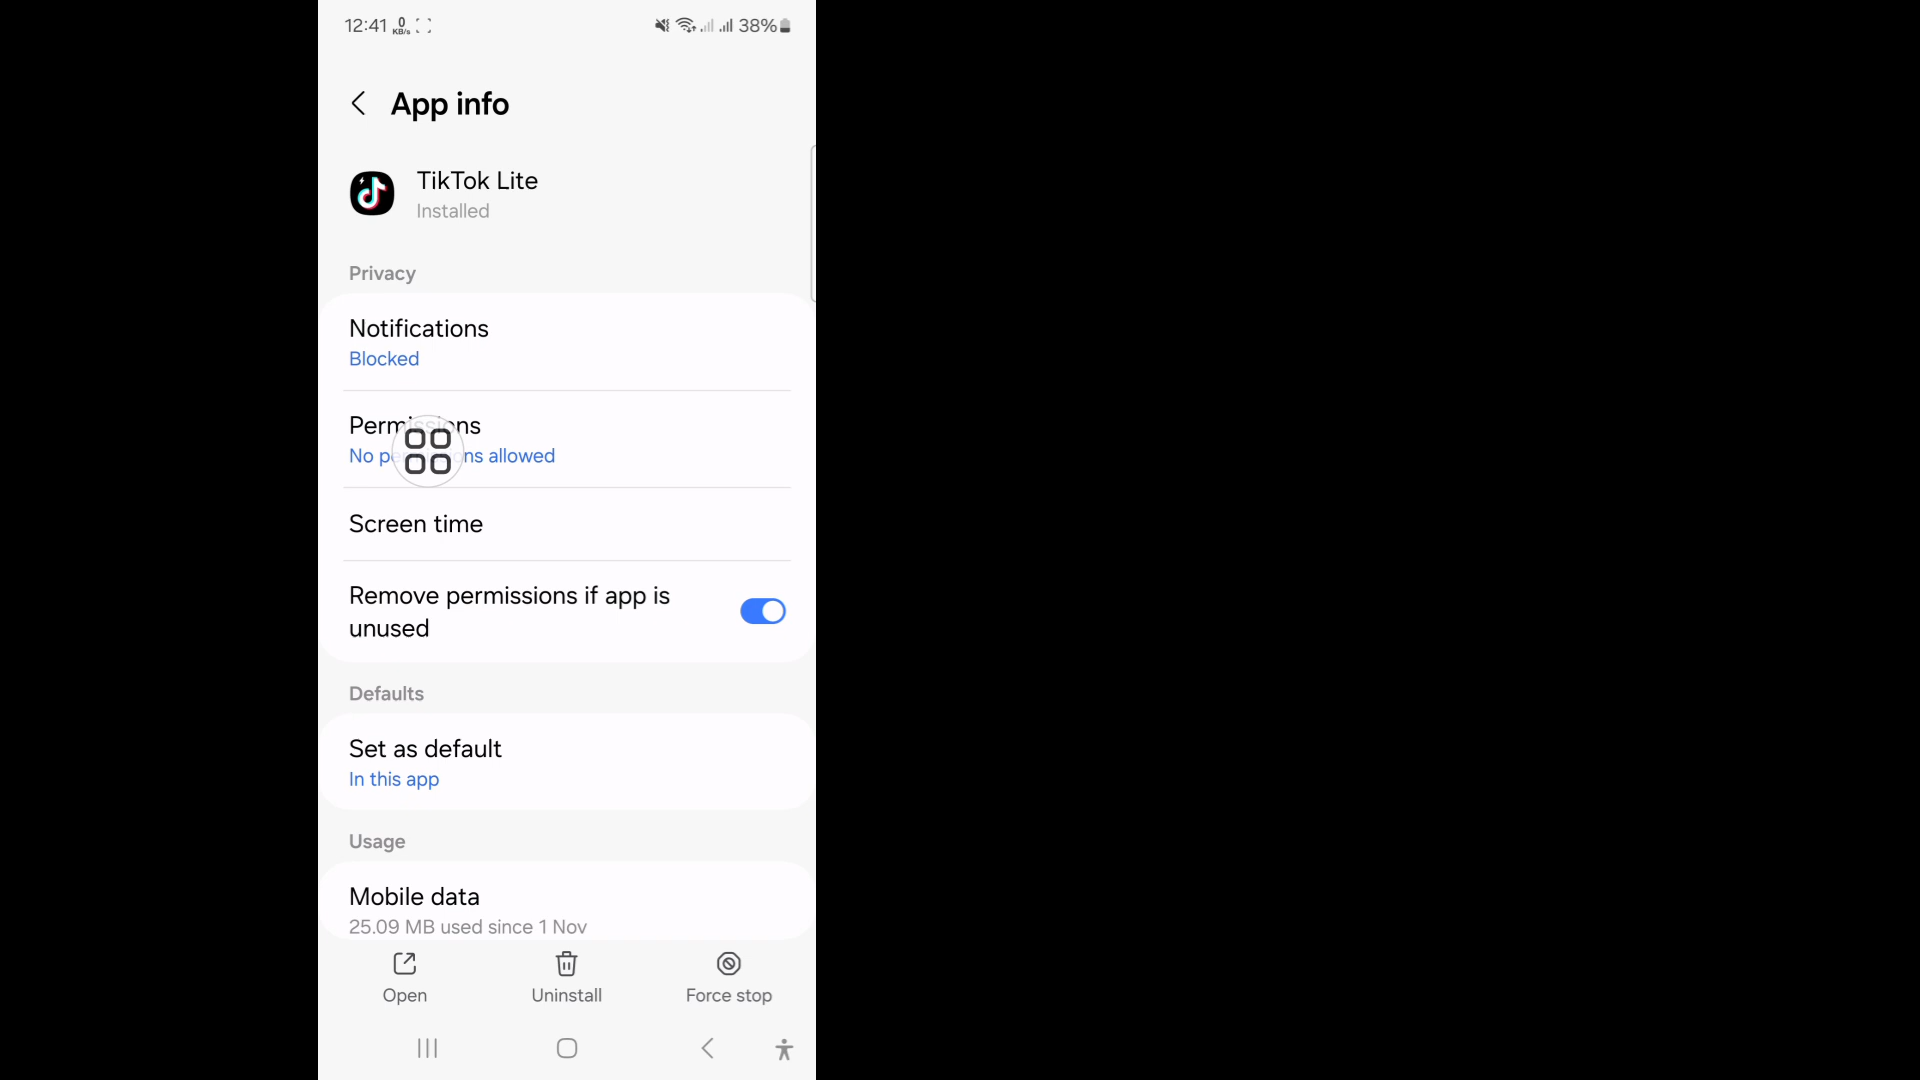 12:41 0 KB/s 38%
App info
TikTok Lite
Installed
Privacy
Notifications
Blocked
Permissions
No permissions allowed
Screen time
Remove permissions if app is
unused
Defaults
Set as default
In this app
Usage
Mobile data
25.09 MB used since 1 Nov
Open Uninstall Force stop